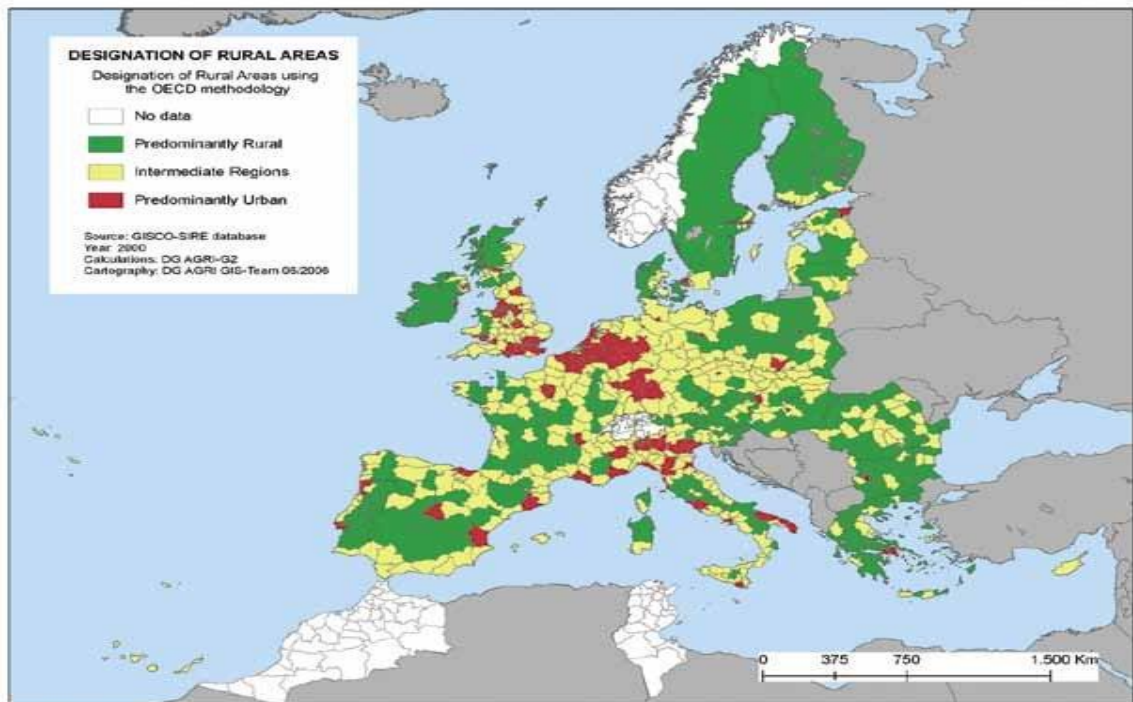 DESIGNATION OF RURAL AREAS
Designation of Rural Areas using
the OECD methodology
No data
Predominantly Rural
Intermediate Regions
Predominantly Urban
Source: GISCO-SIRE database
Year: 2000
Calculations: DG AGRI-G2
Cartography: DG AGRI GIS-Team 05/2006
0 375 750 1.500 Km